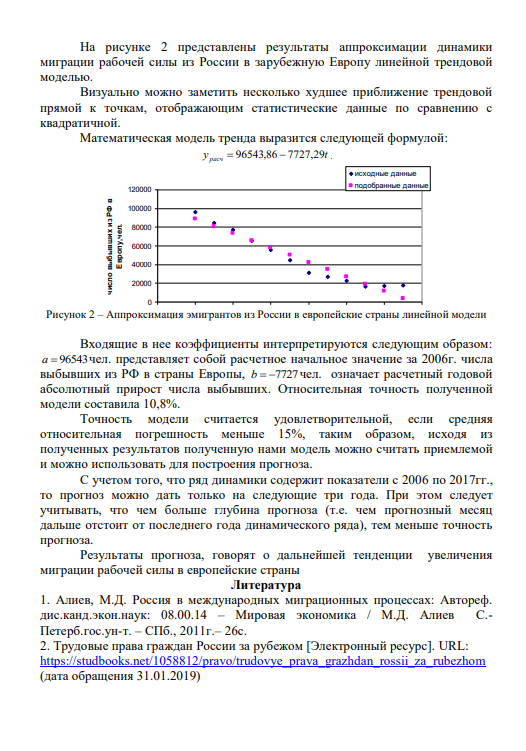 На рисунке 2 представлены результаты аппроксимации динамики
миграции рабочей силы из России в зарубежную Европу линейной трендовой
моделью.
Визуально можно заметить несколько худшее приближение трендовой
прямой к точкам, отображающим статистические данные по сравнению с
квадратичной.
Математическая модель тренда выразится следующей формулой:
y расч = 96543,86 − 7727,29t .
исходные данные
подобранные данные
число выбывших из РФ в
Европу,чел.
120000
100000
80000
60000
40000
20000
0
Рисунок 2 – Аппроксимация эмигрантов из России в европейские страны линейной модели
Входящие в нее коэффициенты интерпретируются следующим образом:
a = 96543 чел. представляет собой расчетное начальное значение за 2006г. числа
выбывших из РФ в страны Европы, b = −7727 чел. означает расчетный годовой
абсолютный прирост числа выбывших. Относительная точность полученной
модели составила 10,8%.
Точность модели считается удовлетворительной, если средняя
относительная погрешность меньше 15%, таким образом, исходя из
полученных результатов полученную нами модель можно считать приемлемой
и можно использовать для построения прогноза.
С учетом того, что ряд динамики содержит показатели с 2006 по 2017гг.,
то прогноз можно дать только на следующие три года. При этом следует
учитывать, что чем больше глубина прогноза (т.е. чем прогнозный месяц
дальше отстоит от последнего года динамического ряда), тем меньше точность
прогноза.
Результаты прогноза, говорят о дальнейшей тенденции увеличения
миграции рабочей силы в европейские страны
Литература
1. Алиев, М.Д. Россия в международных миграционных процессах: Автореф.
дис.канд.экон.наук: 08.00.14 – Мировая экономика / М.Д. Алиев С.-
Петерб.гос.ун-т. – СПб., 2011г.– 26с.
2. Трудовые права граждан России за рубежом [Электронный ресурс]. URL:
https://studbooks.net/1058812/pravo/trudovye_prava_grazhdan_rossii_za_rubezhom
(дата обращения 31.01.2019)